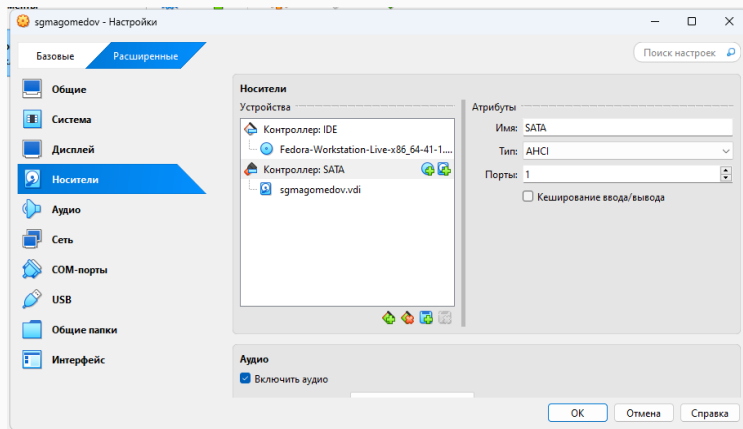 sgmagomedov - Настройки
Базовые
Расширенные
Поиск настроек
Общие
Система
Дисплей
Носители
Аудио
Сеть
COM-порты
USB
Общие папки
Интерфейс
Носители
Устройства
Контроллер: IDE
Fedora-Workstation-Live-x86_64-41-1....
Контроллер: SATA
sgmagomedov.vdi
Атрибуты
Имя: SATA
Тип: AHCI
Порты: 1
Кеширование ввода/вывода
Аудио
Включить аудио
OK Отмена Справка